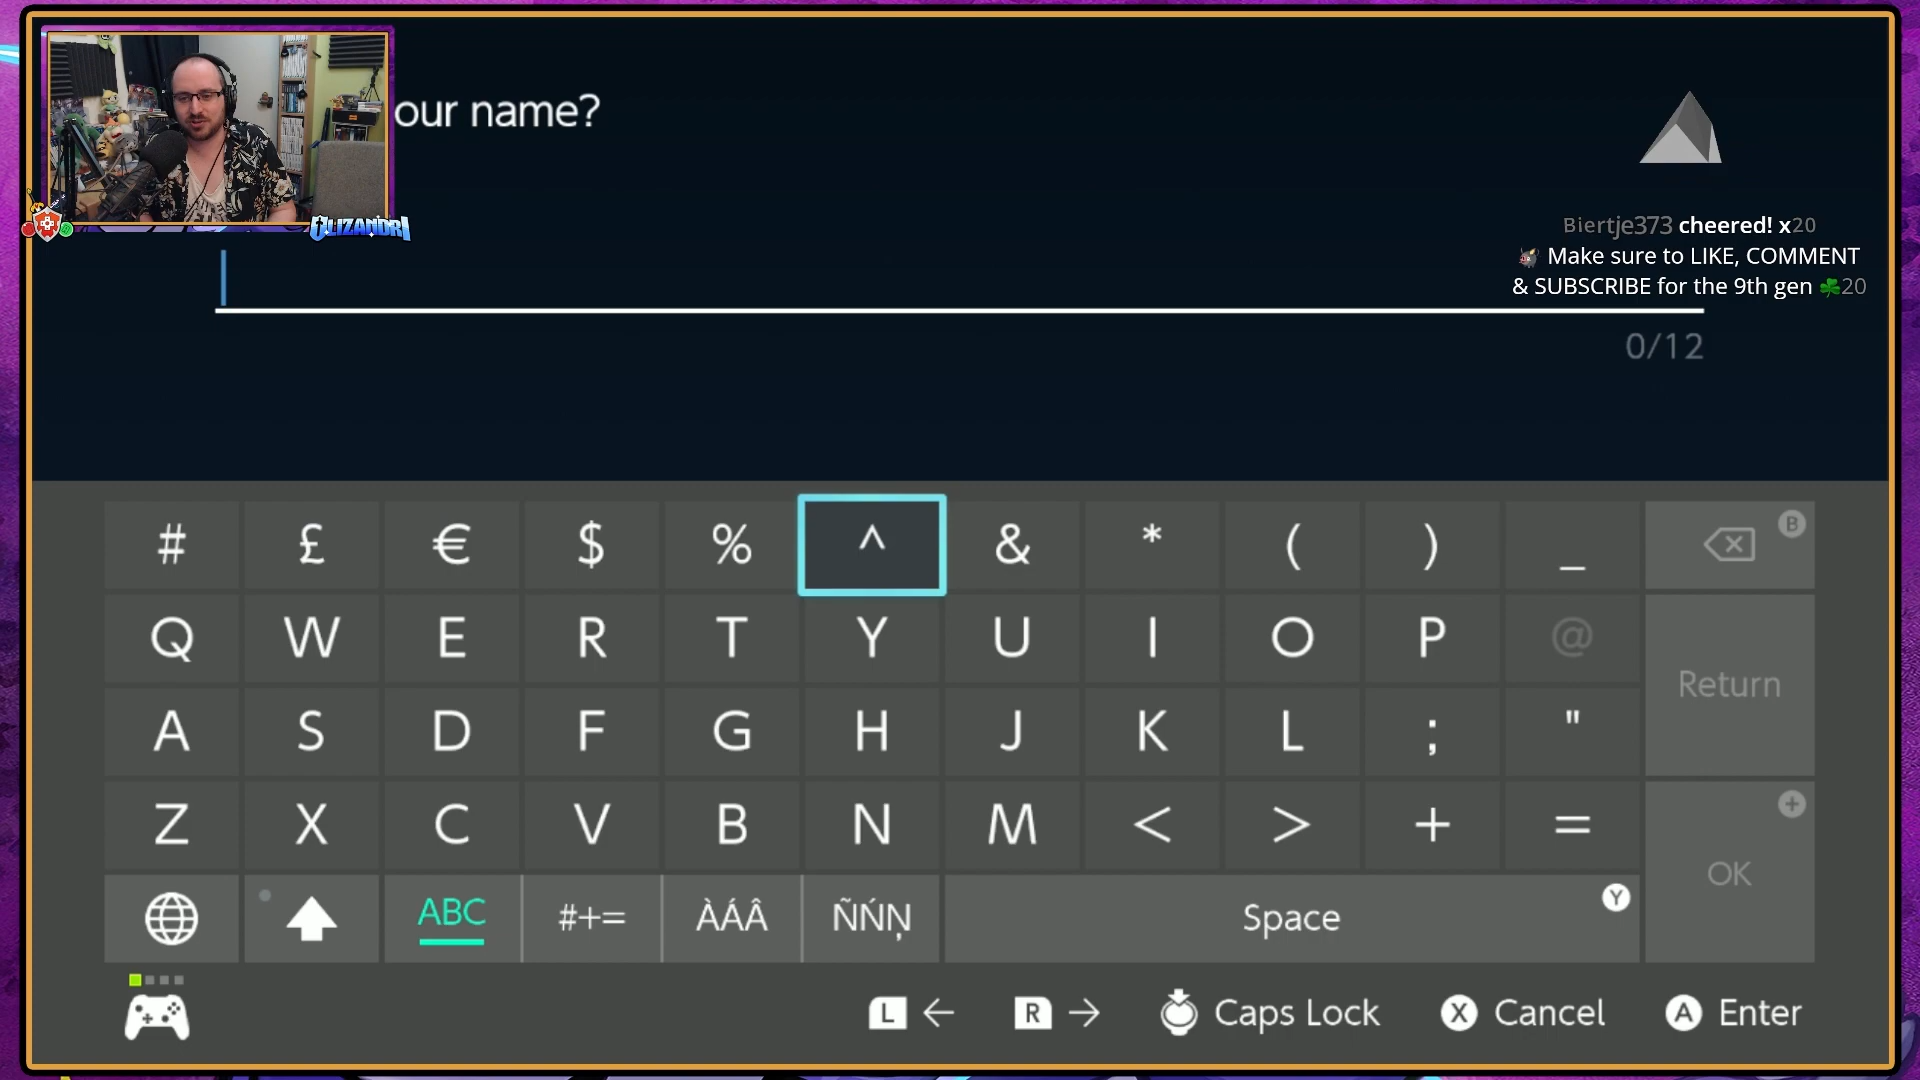 our name?
OLIZANDRI
Biertje373 cheered! x20
Make sure to LIKE, COMMENT
& SUBSCRIBE for the 9th gen 20
0/12
# £ € $ % ^ & * ( ) _ B
Q W E R T Y U I O P @ Return
A S D F G H J K L ; "
Z X C V B N M < > + = OK
ABC #+= ÀÁÂ ÑŃŅ Space Y
L ← R → Caps Lock X Cancel A Enter